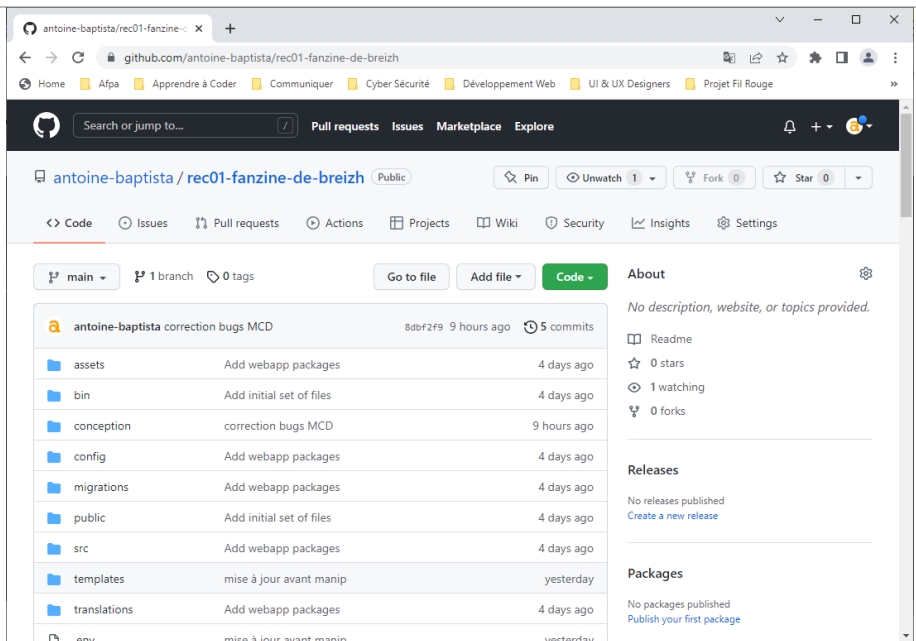 antoine-baptista/rec01-fanzine-d
github.com/antoine-baptista/rec01-fanzine-de-breizh
Home Afpa Apprendre à Coder Communiquer Cyber Sécurité Développement Web UI & UX Designers Projet Fil Rouge »
Search or jump to... / Pull requests Issues Marketplace Explore
antoine-baptista / rec01-fanzine-de-breizh Public Pin Unwatch 1 Fork 0 Star 0
<> Code Issues Pull requests Actions Projects Wiki Security Insights Settings
main 1 branch 0 tags Go to file Add file Code
antoine-baptista correction bugs MCD 8dbf2f9 9 hours ago 5 commits
assets Add webapp packages 4 days ago
bin Add initial set of files 4 days ago
conception correction bugs MCD 9 hours ago
config Add webapp packages 4 days ago
migrations Add webapp packages 4 days ago
public Add initial set of files 4 days ago
src Add webapp packages 4 days ago
templates mise à jour avant manip yesterday
translations Add webapp packages 4 days ago
.env mise à jour avant manip yesterday
About
No description, website, or topics provided.
Readme
0 stars
1 watching
0 forks
Releases
No releases published
Create a new release
Packages
No packages published
Publish your first package